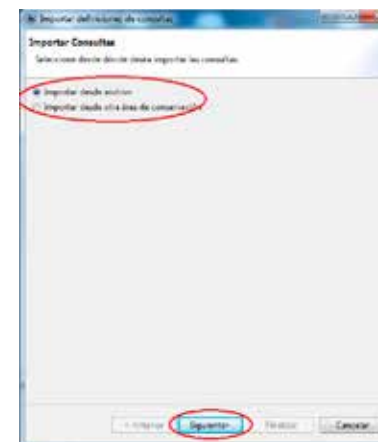 Importar definiciones de consultas
Importar Consultas
Seleccione desde dónde desea importar las consultas.
Importar desde archivo
Importar desde otra área de conservación
< Anterior Siguiente> Finalizar Cancelar